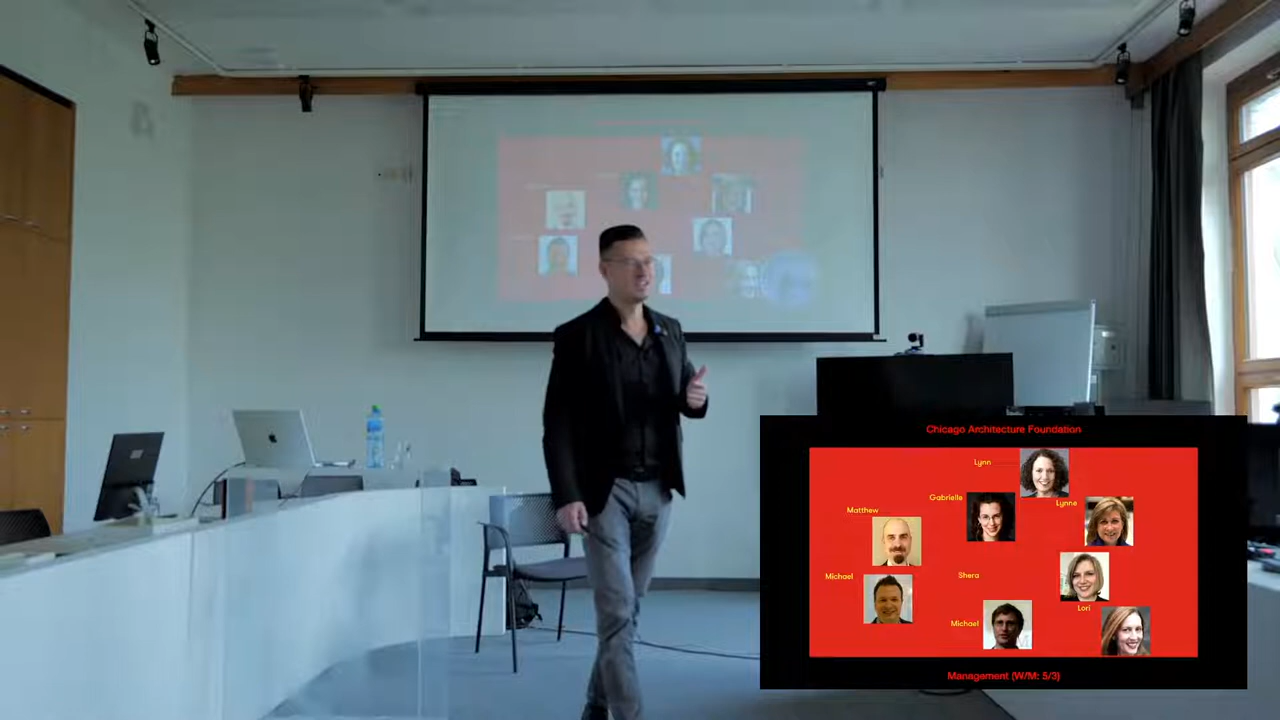 Chicago Architecture Foundation
Lynn
Gabrielle
Lynne
Matthew
Michael
Shera
Lori
Michael
Management (W/M: 5/3)